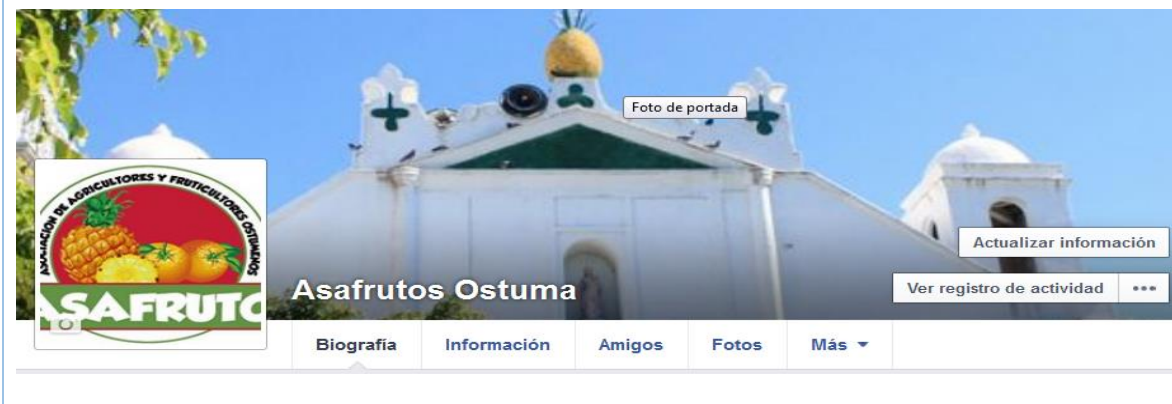 Foto de portada
ASOCIACIÓN DE AGRICULTORES Y FRUTICULTORES OSTUMEÑOS
ASAFRUTO
Actualizar información
Asafrutos Ostuma
Ver registro de actividad
Biografía Información Amigos Fotos Más